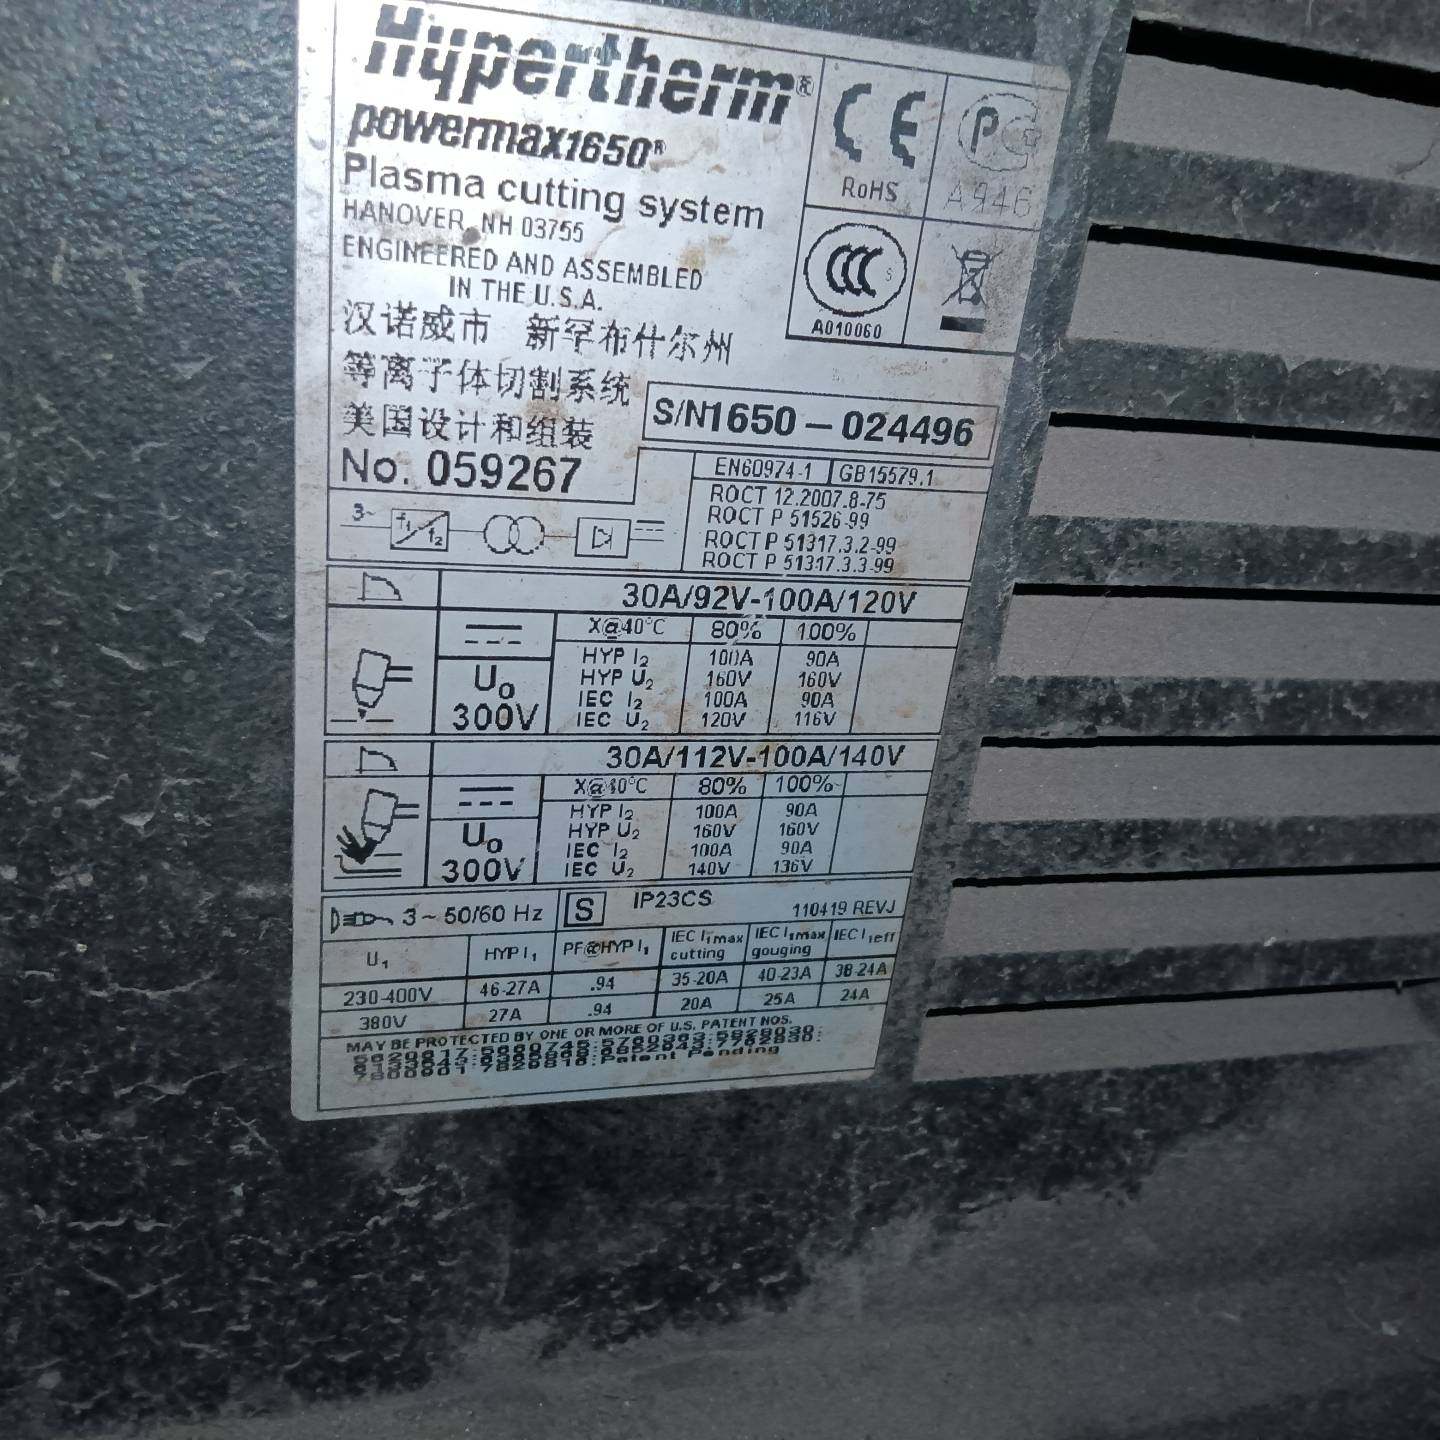 Hypertherm®
powermax1650®
Plasma cutting system
HANOVER, NH 03755
ENGINEERED AND ASSEMBLED
IN THE U.S.A.
汉诺威市 新罕布什尔州
等离子体切割系统
美国设计和组装
No. 059267
CE
RoHS
A946
CCC S
A010060
S/N1650-024496
EN60974-1 GB15579.1
ROCT 12.2007.8-75
ROCT P 51526-99
ROCT P 51317.3.2-99
ROCT P 51317.3.3-99
3~ f1 f2
30A/92V-100A/120V
U0
300V
X@40°C 80% 100%
HYP I2 100A 90A
HYP U2 160V 160V
IEC I2 100A 90A
IEC U2 120V 116V
30A/112V-100A/140V
U0
300V
X@40°C 80% 100%
HYP I2 100A 90A
HYP U2 160V 160V
IEC I2 100A 90A
IEC U2 140V 136V
3~ 50/60 Hz S IP23CS 110419 REVJ
U1 HYP I1 PF@HYP I1 IEC I1max cutting IEC I1max gouging IEC I1eff
230-400V 46-27A .94 35-20A 40-23A 38-24A
380V 27A .94 20A 25A 24A
MAY BE PROTECTED BY ONE OR MORE OF U.S. PATENT NOS.
Patent Pending